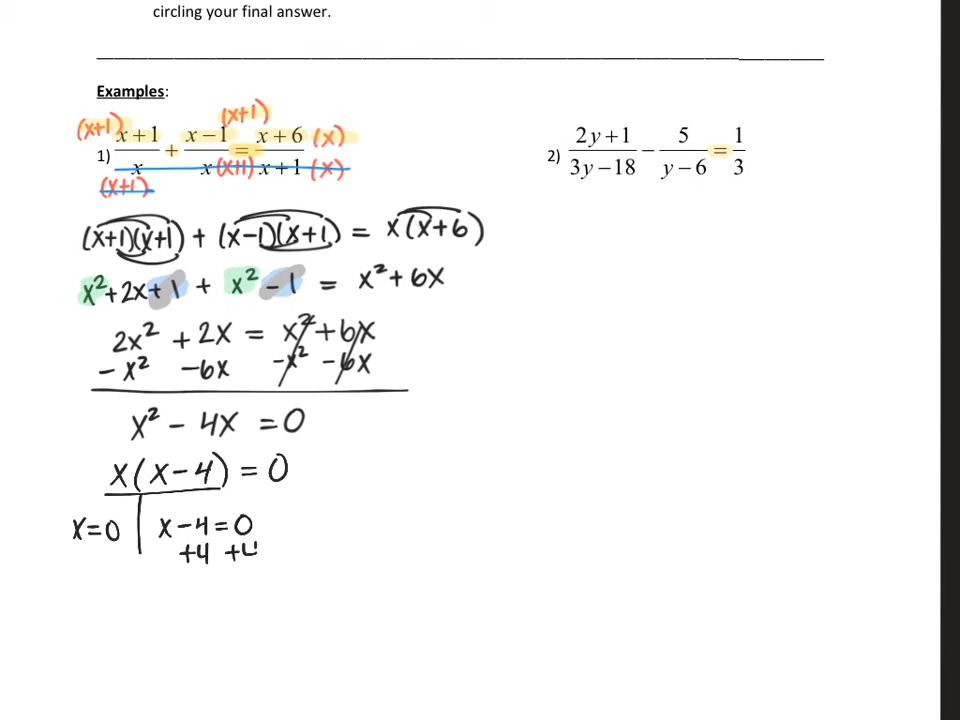 circling your final answer.
Examples:
(x+1) (x+1)
x + 1 + x − 1 = x + 6 (x)
1) x x (x+1) x + 1 (x)
(x+1)
2) 2y + 1 / 3y − 18 − 5 / y − 6 = 1 / 3
(x+1)(x+1) + (x−1)(x+1) = x(x+6)
x² + 2x + 1 + x² − 1 = x² + 6x
2x² + 2x = x² + 6x
− x² − 6x − x² − 6x
x² − 4x = 0
x(x − 4) = 0
x = 0 x − 4 = 0
+4 +4